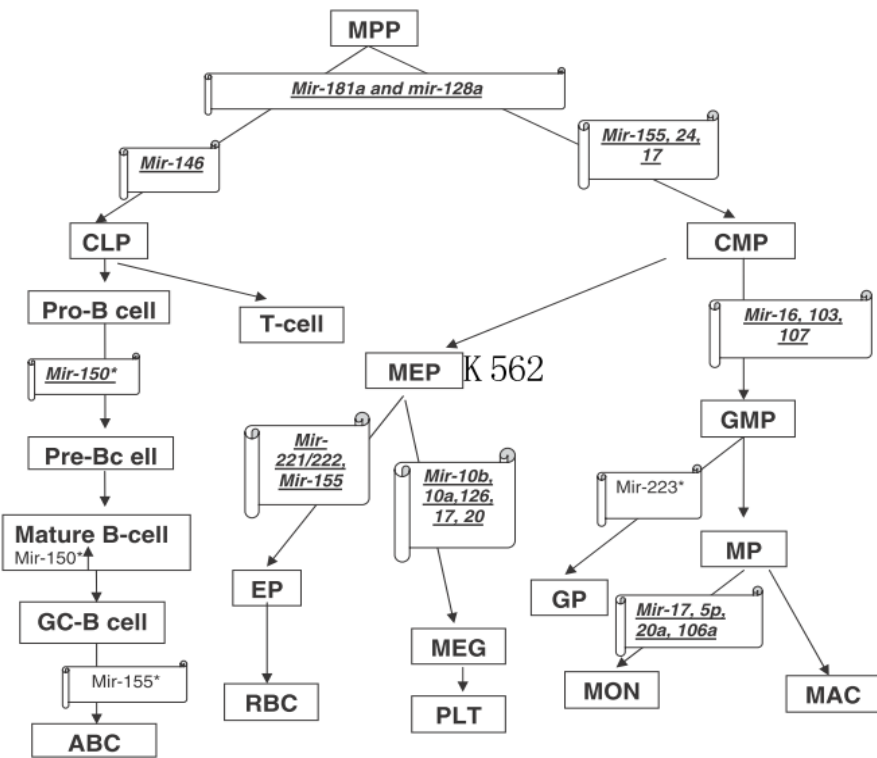 MPP
Mir-181a and mir-128a
Mir-155, 24,
17
Mir-146
CLP
CMP
Pro-B cell
T-cell
Mir-16, 103,
107
Mir-150*
MEP
K 562
GMP
Pre-Bc ell
Mir-
221/222,
Mir-155
Mir-10b,
10a,126,
17, 20
Mir-223*
Mature B-cell
Mir-150*
MP
EP
GP
GC-B cell
Mir-17, 5p,
20a, 106a
MEG
Mir-155*
RBC
PLT
MON
MAC
ABC